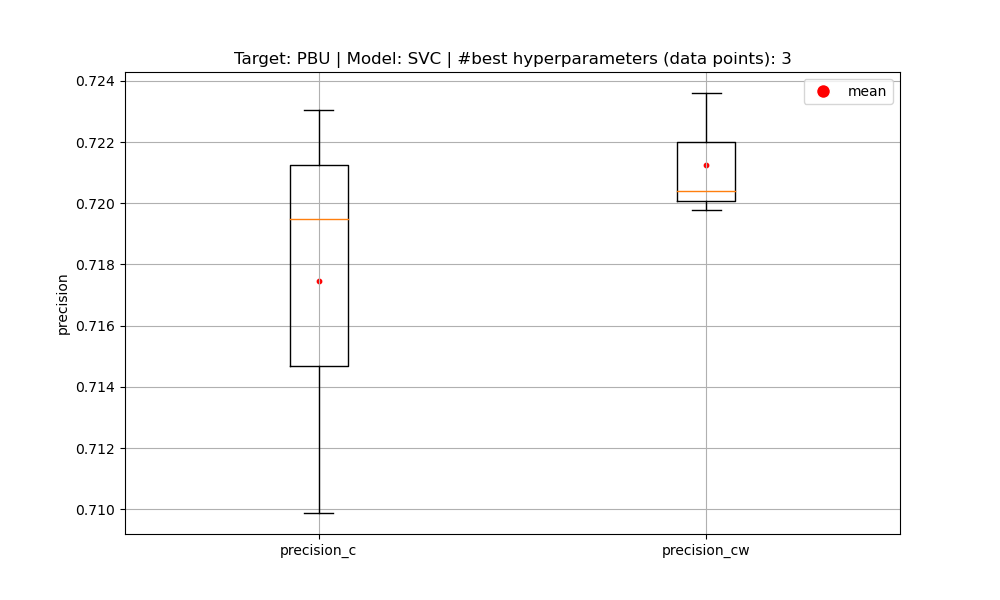 Target: PBU | Model: SVC | #best hyperparameters (data points): 3
mean
0.724
0.722
0.720
0.718
0.716
0.714
0.712
0.710
precision
precision_c
precision_cw